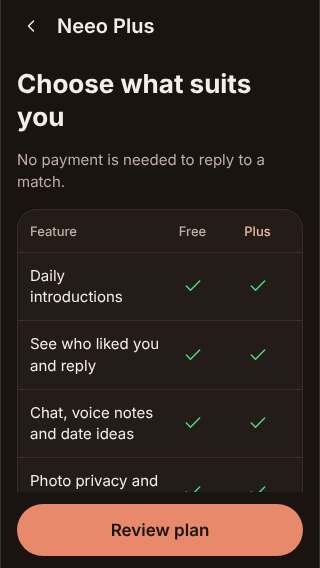 Neeo Plus
Choose what suits
you
No payment is needed to reply to a
match.
Feature Free Plus
Daily
introductions
See who liked you
and reply
Chat, voice notes
and date ideas
Photo privacy and
Review plan